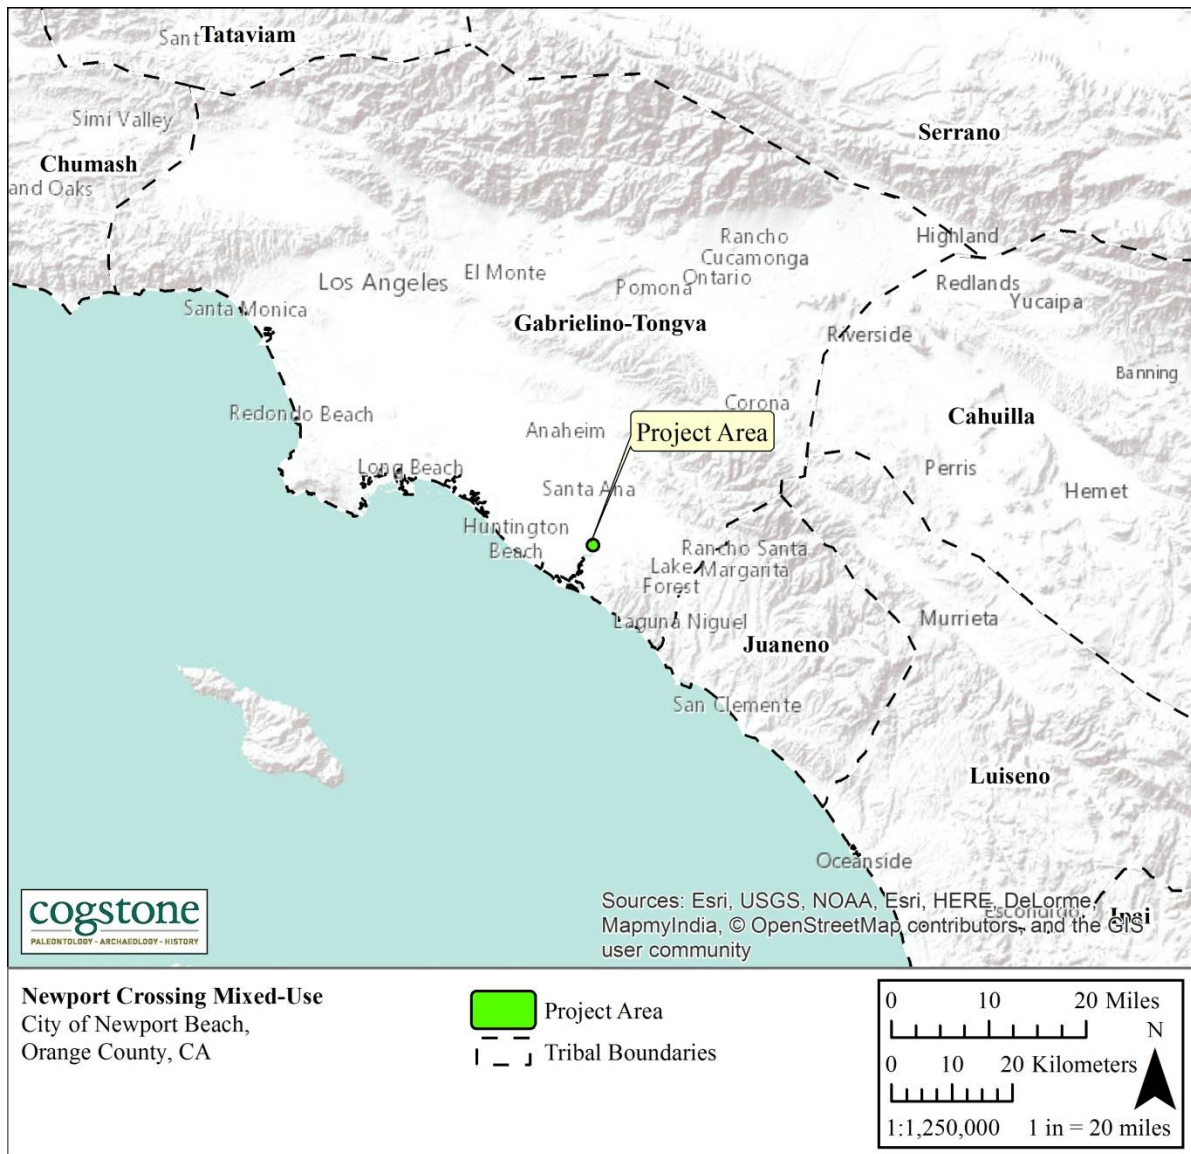 Sant
Tataviam
Simi Valley
Chumash
and Oaks
Serrano
Highland
Rancho
Cucamonga
Los Angeles
El Monte
Pomona
Ontario
Redlands
Yucaipa
Santa Monica
Gabrielino-Tongva
Riverside
Banning
Redondo Beach
Corona
Cahuilla
Anaheim
Project Area
Long Beach
Perris
Santa Ana
Hemet
Huntington
Beach
Rancho Santa
Margarita
Lake
Forest
Laguna Niguel
Murrieta
Juaneno
San Clemente
Luiseno
Oceanside
Escondido
Ipai
cogstone
PALEONTOLOGY - ARCHAEOLOGY - HISTORY
Sources: Esri, USGS, NOAA, Esri, HERE, DeLorme,
MapmyIndia, © OpenStreetMap contributors, and the GIS
user community
Newport Crossing Mixed-Use
City of Newport Beach,
Orange County, CA
Project Area
Tribal Boundaries
0 10 20 Miles
N
0 10 20 Kilometers
1:1,250,000 1 in = 20 miles